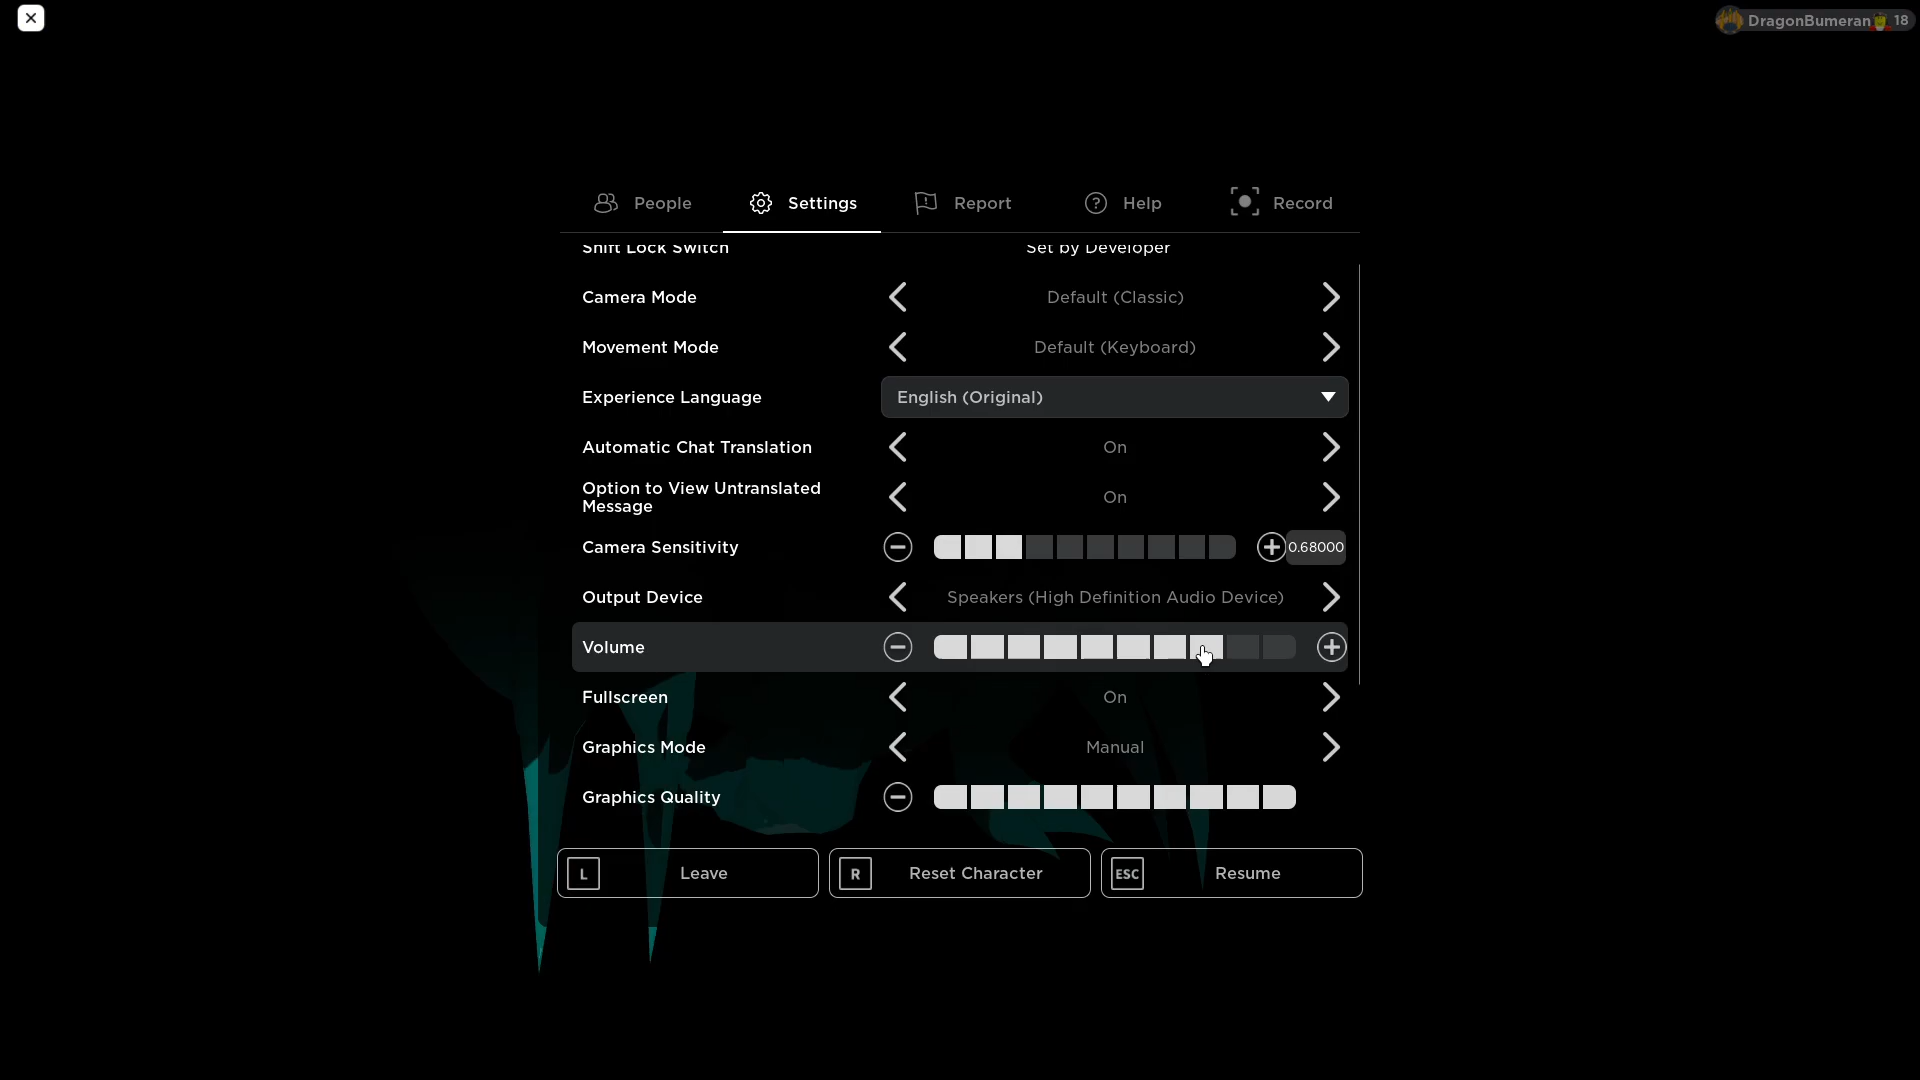 DragonBumeran 18
People Settings Report Help Record
Shift Lock Switch Set by Developer
Camera Mode Default (Classic)
Movement Mode Default (Keyboard)
Experience Language English (Original)
Automatic Chat Translation On
Option to View Untranslated
Message On
Camera Sensitivity 0.68000
Output Device Speakers (High Definition Audio Device)
Volume
Fullscreen On
Graphics Mode Manual
Graphics Quality
L Leave R Reset Character ESC Resume